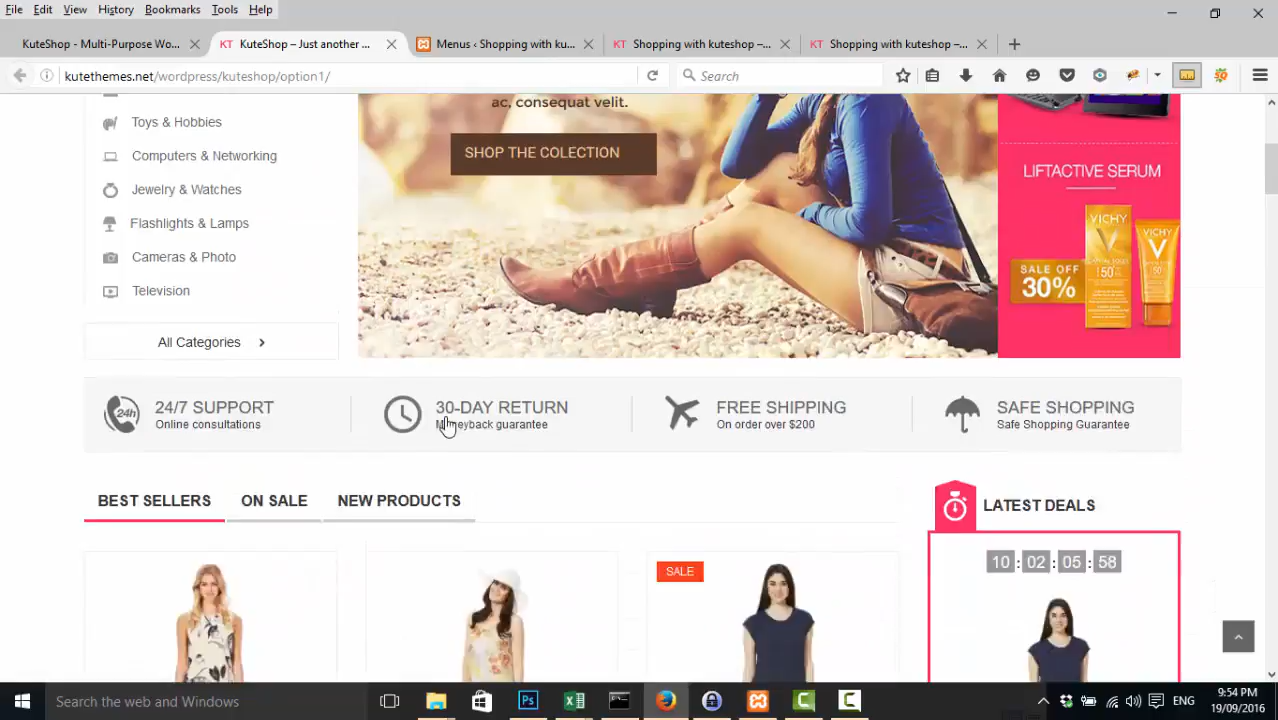 File Edit View History Bookmarks Tools Help
KuteShop - Multi-Purpose Wo...
KT KuteShop – Just another ...
Menus ‹ Shopping with ku...
KT Shopping with kuteshop –...
KT Shopping with kuteshop –...
kutethemes.net/wordpress/kuteshop/option1/
Search
ac, consequat velit.
SHOP THE COLECTION
Toys & Hobbies
Computers & Networking
Jewelry & Watches
Flashlights & Lamps
Cameras & Photo
Television
All Categories
LIFTACTIVE SERUM
VICHY
VICHY
SALE OFF
30%
24h
24/7 SUPPORT
Online consultations
30-DAY RETURN
Moneyback guarantee
FREE SHIPPING
On order over $200
SAFE SHOPPING
Safe Shopping Guarantee
BEST SELLERS ON SALE NEW PRODUCTS
LATEST DEALS
SALE
10 : 02 : 05 : 58
Search the web and Windows
ENG
9:54 PM
19/09/2016